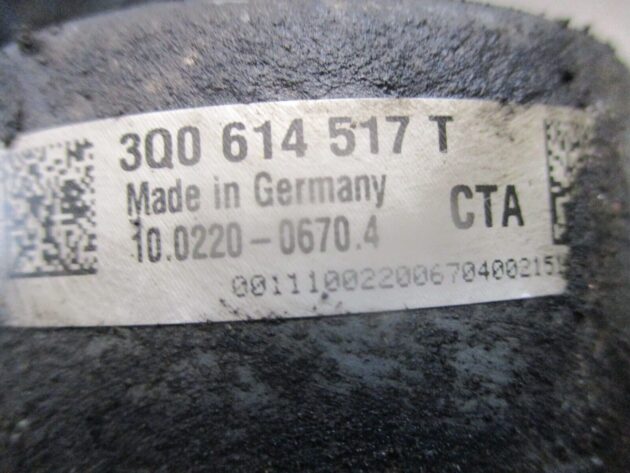 3Q0 614 517 T
Made in Germany
CTA
10.0220-0670.4
00111002200670400215